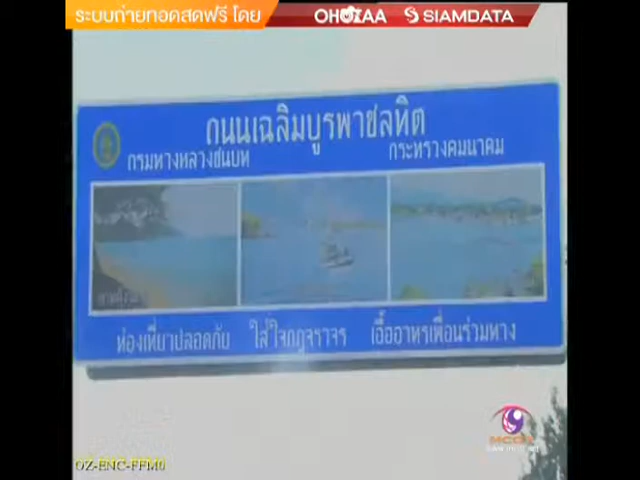 ระบบถ่ายทอดสดฟรี โดย OHOZAA SIAMDATA
ถนนเฉลิมบูรพาชลทิต
กรมทางหลวงชนบท กระทรวงคมนาคม
ท่องเที่ยวปลอดภัย ใส่ใจกฎจราจร เอื้ออาทรเพื่อนร่วมทาง
MCOT
OZ-ENC-FFM0